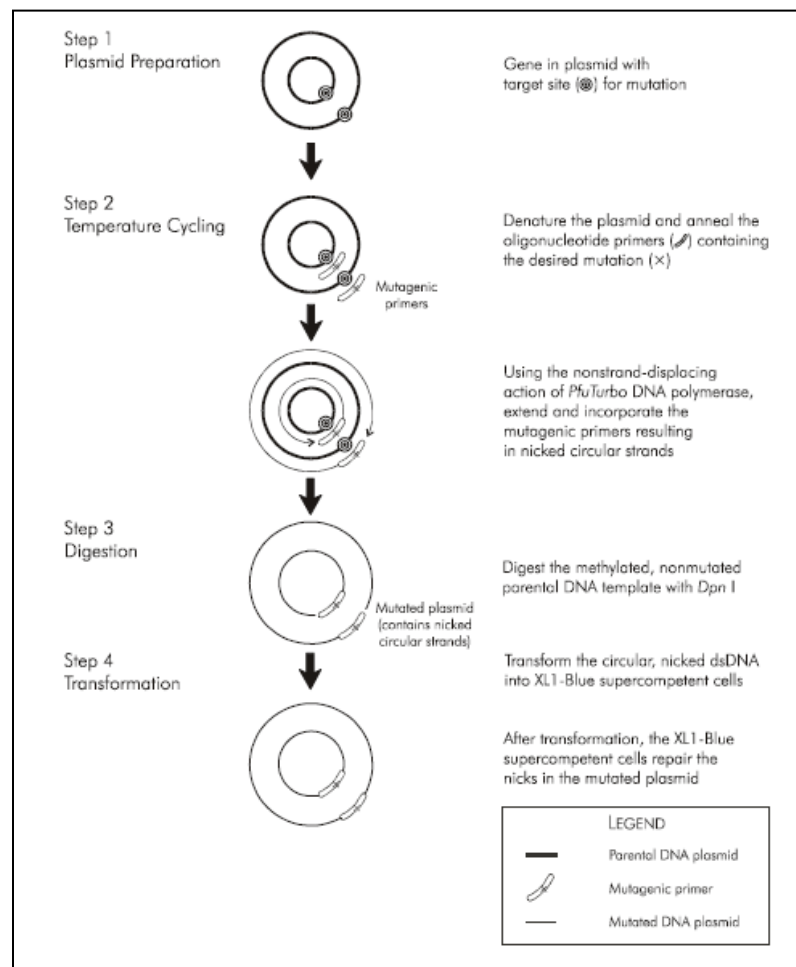 Step 1
Plasmid Preparation
Gene in plasmid with
target site (◎) for mutation
Step 2
Temperature Cycling
Denature the plasmid and anneal the
oligonucleotide primers () containing
the desired mutation (×)
Mutagenic
primers
Using the nonstrand-displacing
action of PfuTurbo DNA polymerase,
extend and incorporate the
mutagenic primers resulting
in nicked circular strands
Step 3
Digestion
Digest the methylated, nonmutated
parental DNA template with Dpn I
Mutated plasmid
(contains nicked
circular strands)
Step 4
Transformation
Transform the circular, nicked dsDNA
into XL1-Blue supercompetent cells
After transformation, the XL1-Blue
supercompetent cells repair the
nicks in the mutated plasmid
LEGEND
Parental DNA plasmid
Mutagenic primer
Mutated DNA plasmid